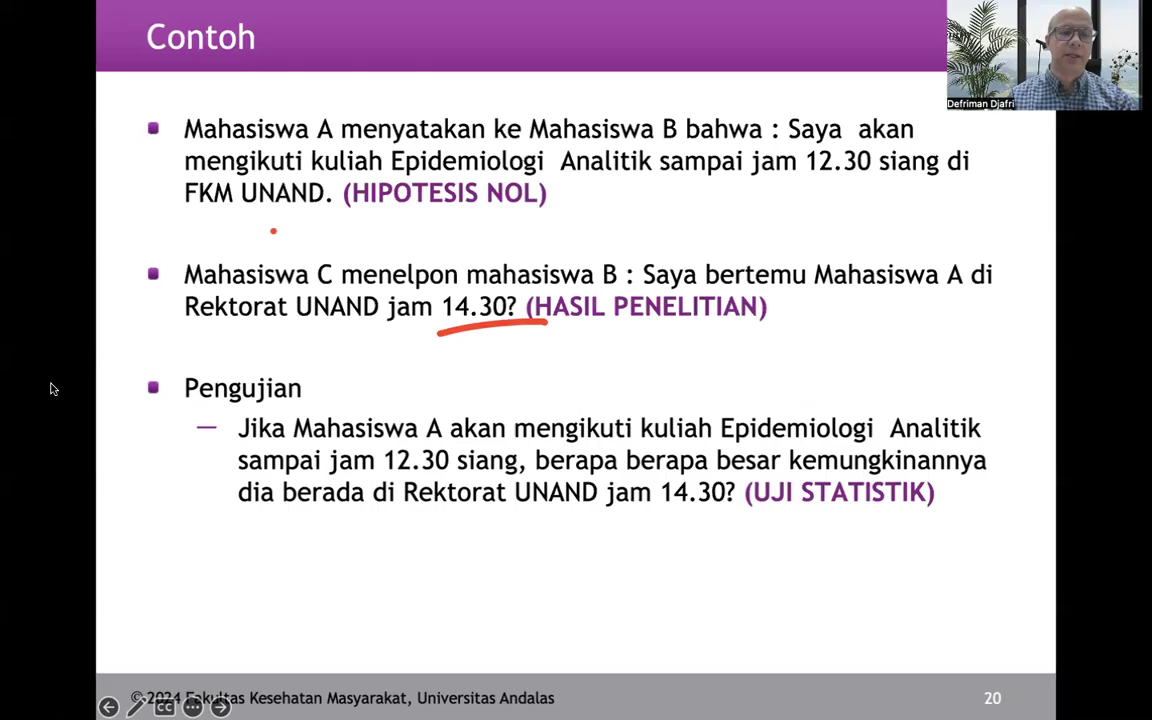 Contoh
Defriman Djafri
Mahasiswa A menyatakan ke Mahasiswa B bahwa : Saya akan
mengikuti kuliah Epidemiologi Analitik sampai jam 12.30 siang di
FKM UNAND. (HIPOTESIS NOL)
Mahasiswa C menelpon mahasiswa B : Saya bertemu Mahasiswa A di
Rektorat UNAND jam 14.30? (HASIL PENELITIAN)
Pengujian
— Jika Mahasiswa A akan mengikuti kuliah Epidemiologi Analitik
sampai jam 12.30 siang, berapa berapa besar kemungkinannya
dia berada di Rektorat UNAND jam 14.30? (UJI STATISTIK)
©2024 Fakultas Kesehatan Masyarakat, Universitas Andalas
20
CC